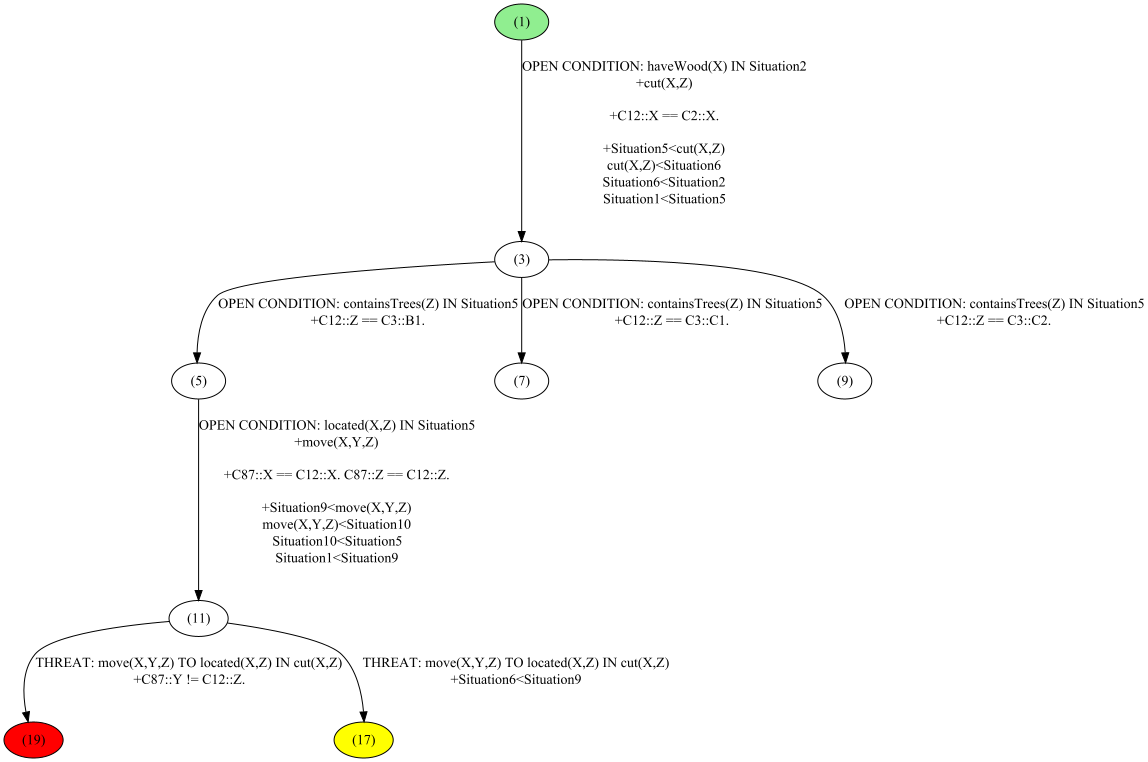 (1)
OPEN CONDITION: haveWood(X) IN Situation2
+cut(X,Z)
+C12::X == C2::X.
+Situation5<cut(X,Z)
cut(X,Z)<Situation6
Situation6<Situation2
Situation1<Situation5
(3)
OPEN CONDITION: containsTrees(Z) IN Situation5
+C12::Z == C3::B1.
OPEN CONDITION: containsTrees(Z) IN Situation5
+C12::Z == C3::C1.
OPEN CONDITION: containsTrees(Z) IN Situation5
+C12::Z == C3::C2.
(5)
(7)
(9)
OPEN CONDITION: located(X,Z) IN Situation5
+move(X,Y,Z)
+C87::X == C12::X. C87::Z == C12::Z.
+Situation9<move(X,Y,Z)
move(X,Y,Z)<Situation10
Situation10<Situation5
Situation1<Situation9
(11)
THREAT: move(X,Y,Z) TO located(X,Z) IN cut(X,Z)
+C87::Y != C12::Z.
THREAT: move(X,Y,Z) TO located(X,Z) IN cut(X,Z)
+Situation6<Situation9
(19)
(17)